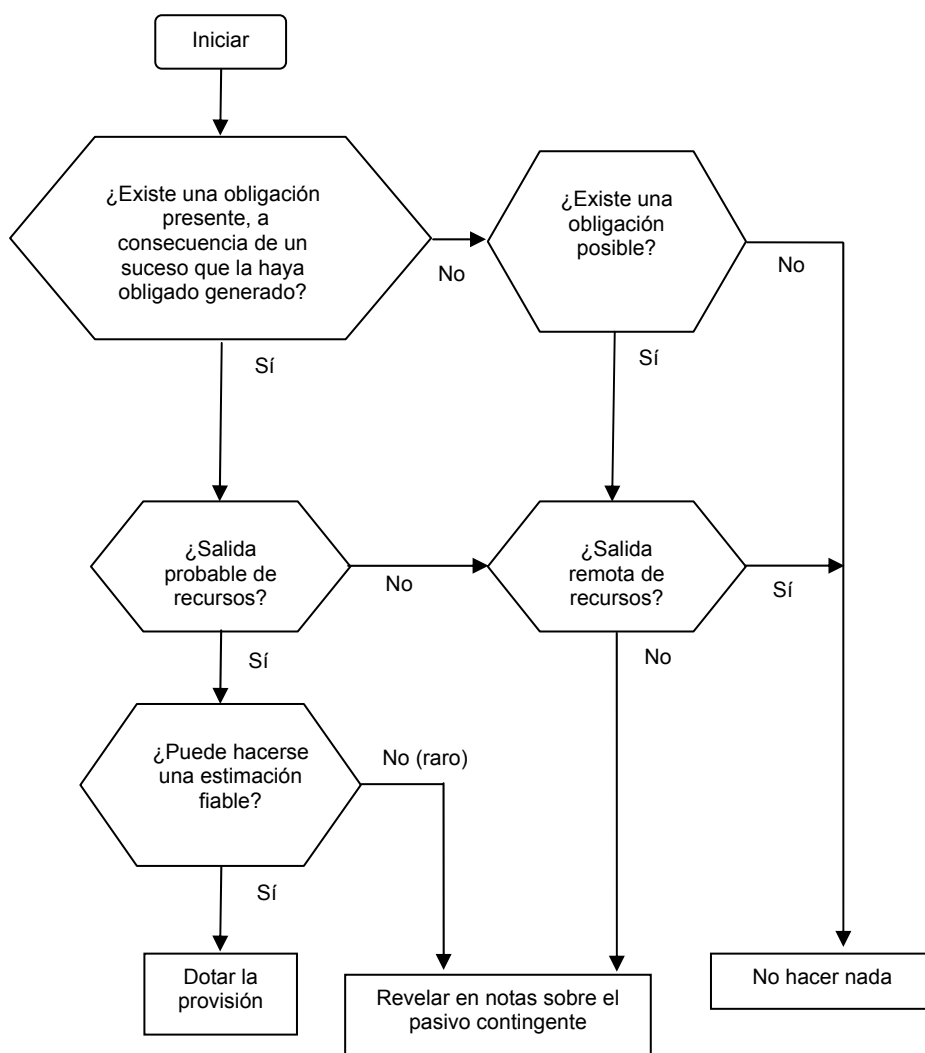 Iniciar
¿Existe una obligación
presente, a
consecuencia de un
suceso que la haya
obligado generado?
No
¿Existe una
obligación
posible?
No
Sí
Sí
¿Salida
probable de
recursos?
No
¿Salida
remota de
recursos?
Sí
Sí
No
¿Puede hacerse
una estimación
fiable?
No (raro)
Sí
Dotar la
provisión
Revelar en notas sobre el
pasivo contingente
No hacer nada